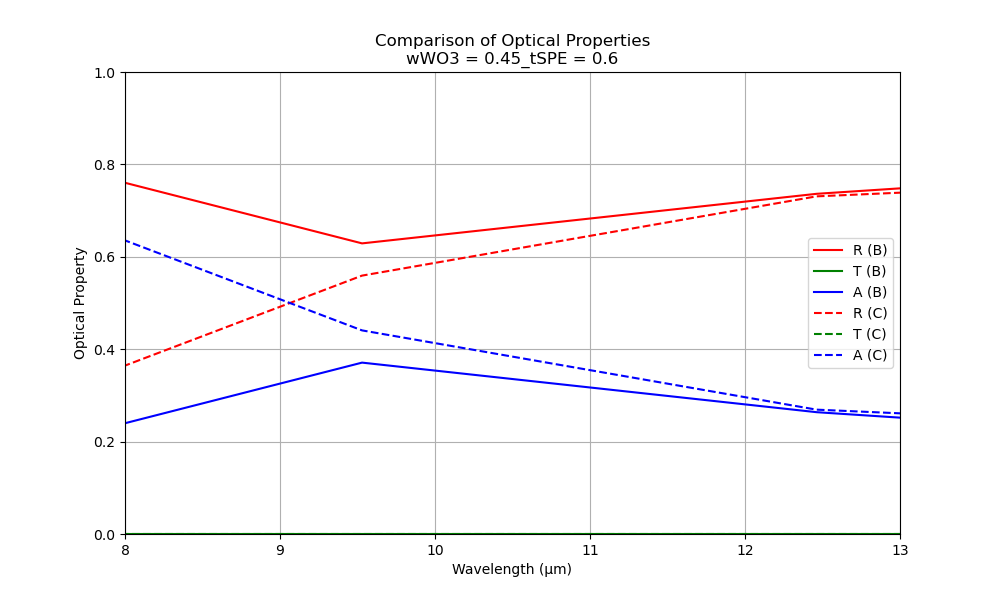 Comparison of Optical Properties
wWO3 = 0.45_tSPE = 0.6
1.0
0.8
0.6
0.4
0.2
0.0
Optical Property
R (B)
T (B)
A (B)
R (C)
T (C)
A (C)
8 9 10 11 12 13
Wavelength (μm)